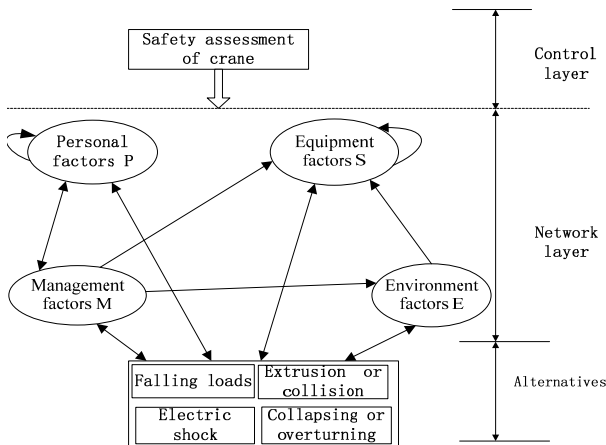 Safety assessment
of crane
Control
layer
Personal
factors P
Equipment
factors S
Network
layer
Management
factors M
Environment
factors E
Falling loads
Extrusion or
collision
Electric
shock
Collapsing or
overturning
Alternatives